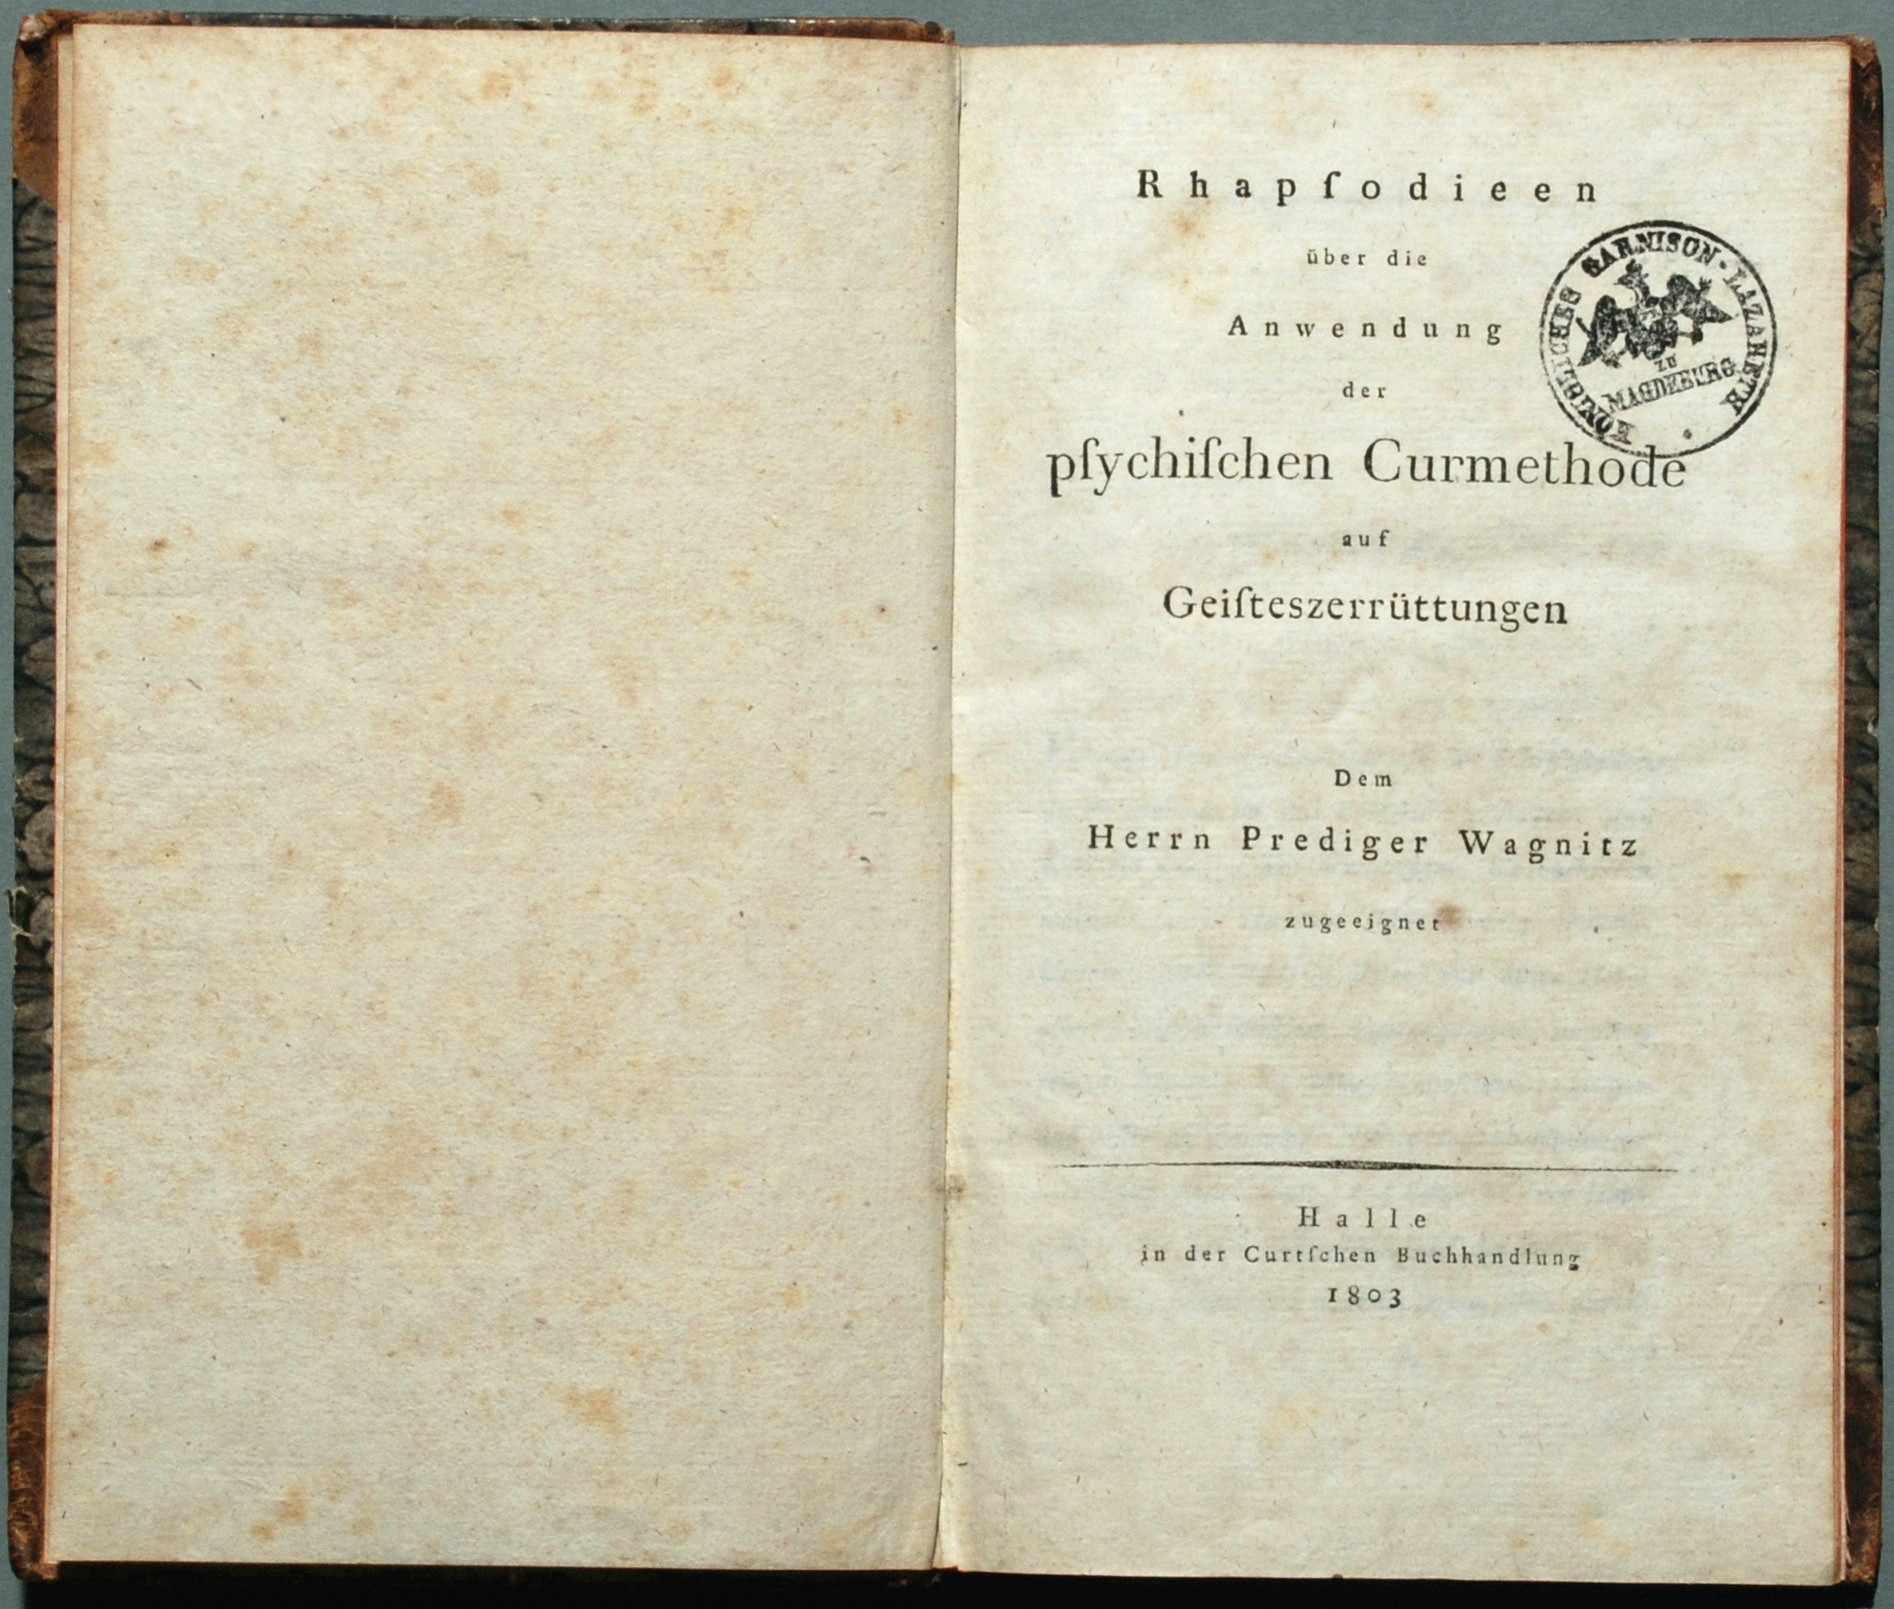 Rhapſodieen
über die
Anwendung
der
pſychiſchen Curmethode
auf
Geiſteszerrüttungen
Dem
Herrn Prediger Wagnitz
zugeeignet
Halle
in der Curtſchen Buchhandlung
1803
KÖNIGLICHES GARNISON-LAZARETH
ZU
MAGDEBURG